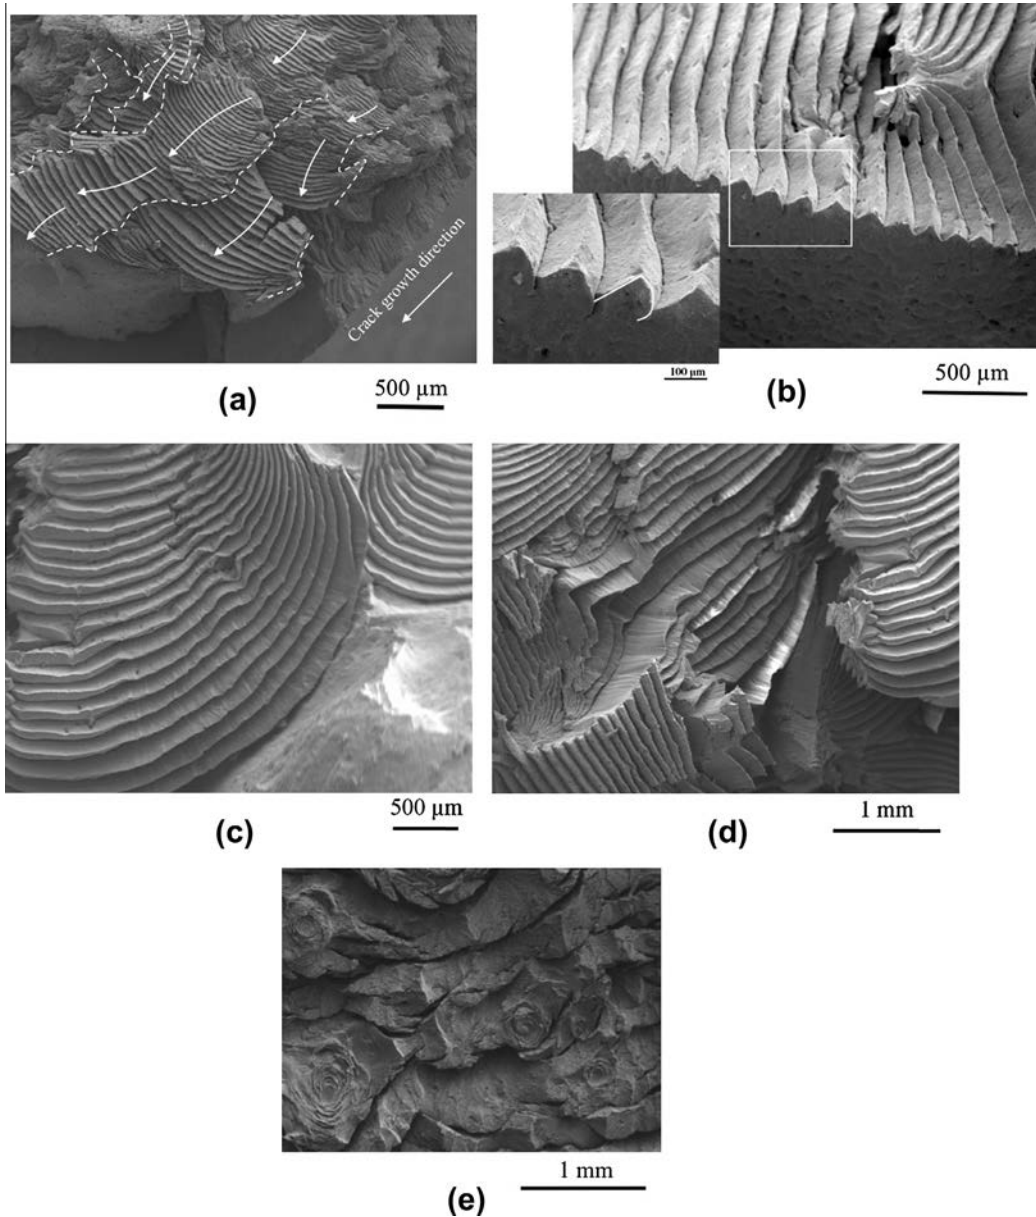 Crack growth direction
500 µm
(a)
100 µm
500 µm
(b)
500 µm
(c)
1 mm
(d)
1 mm
(e)